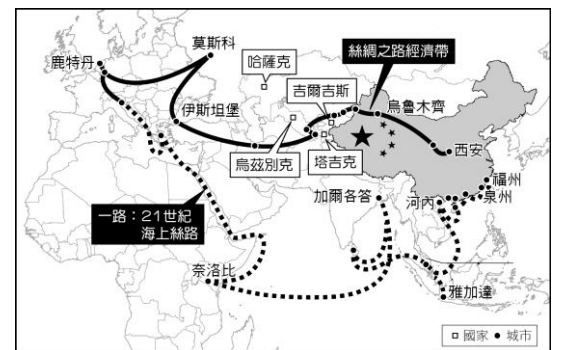 莫斯科
鹿特丹
哈薩克
絲綢之路經濟帶
吉爾吉斯
烏魯木齊
伊斯坦堡
烏茲別克
塔吉克
西安
福州
泉州
加爾各答
河內
一路：21世紀
海上絲路
奈洛比
雅加達
國家 城市